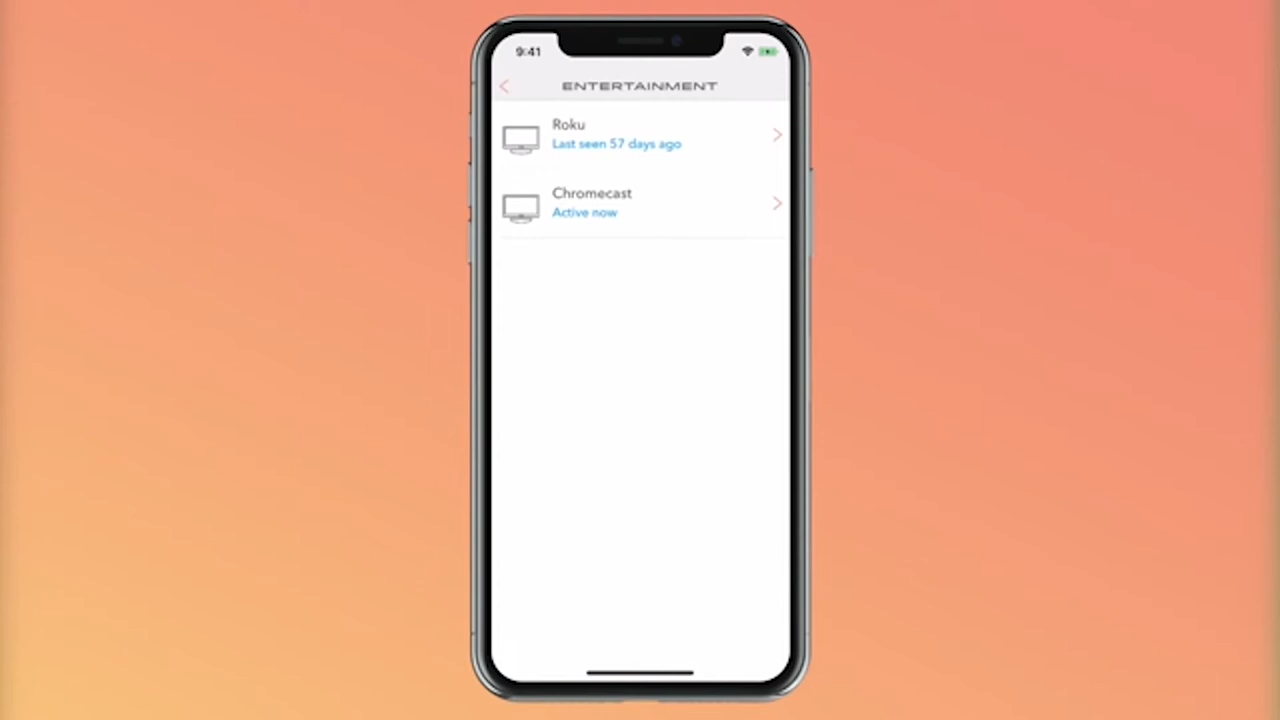 9:41
ENTERTAINMENT
Roku
Last seen 57 days ago
Chromecast
Active now